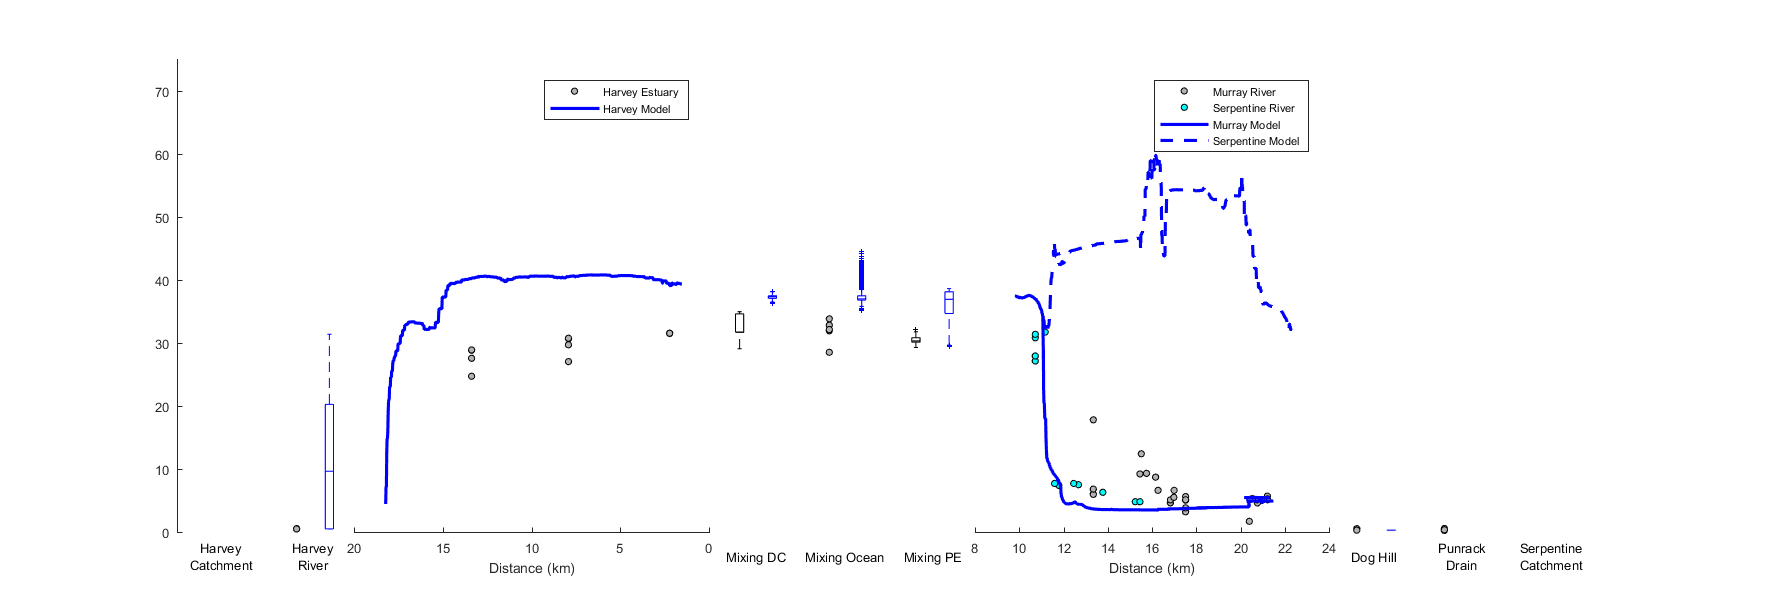 70
60
50
40
30
20
10
0
Harvey Estuary
Harvey Model
Murray River
Serpentine River
Murray Model
Serpentine Model
Harvey
Catchment
Harvey
River
20
15
10
5
0
Distance (km)
Mixing DC
Mixing Ocean
Mixing PE
8
10
12
14
16
18
20
22
24
Distance (km)
Dog Hill
Punrack
Drain
Serpentine
Catchment